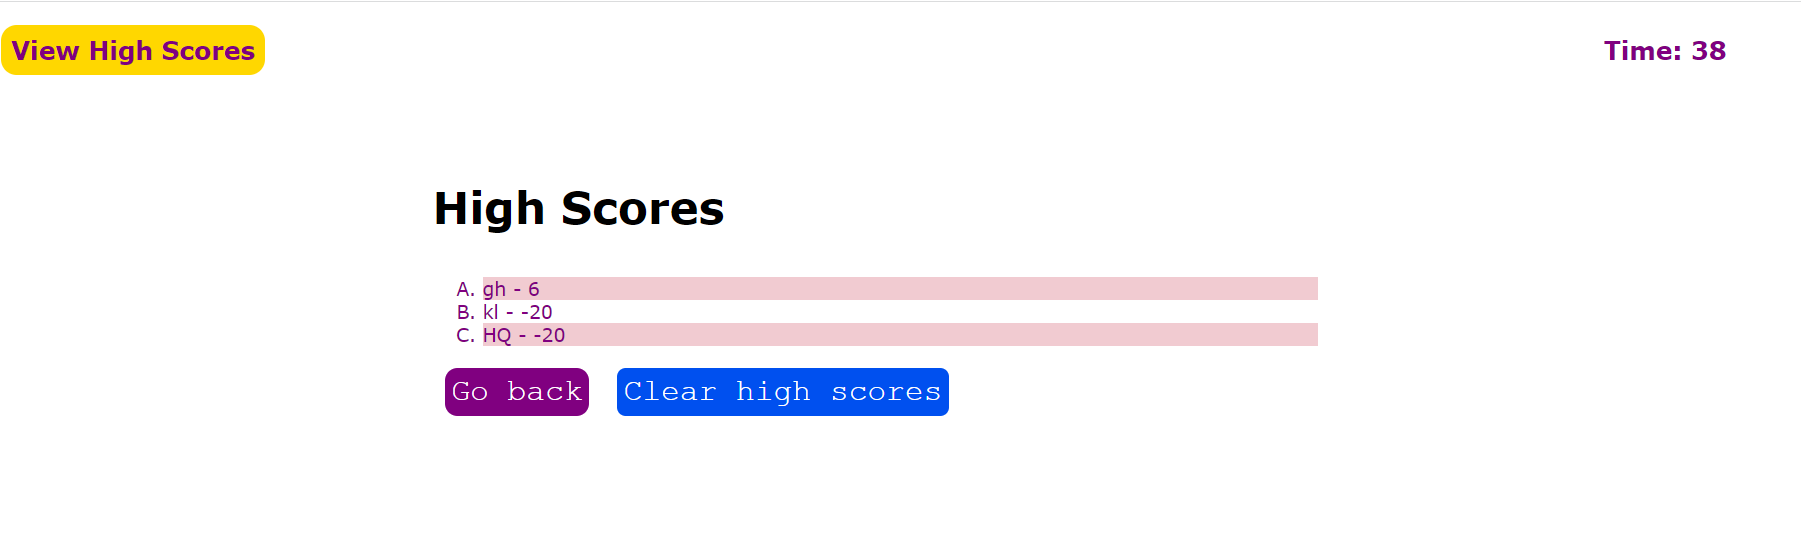 View High Scores
Time: 38
High Scores
A. gh - 6
B. kl - -20
C. HQ - -20
Go back
Clear high scores